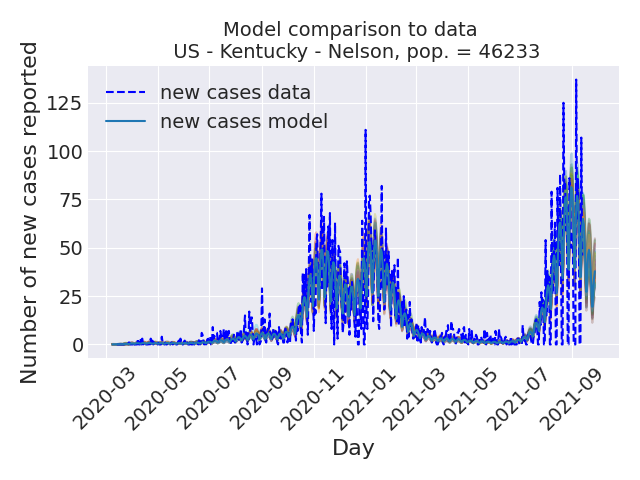 Model comparison to data
US - Kentucky - Nelson, pop. = 46233
Number of new cases reported
125
100
75
50
25
0
new cases data
new cases model
2020-03
2020-05
2020-07
2020-09
2020-11
2021-01
2021-03
2021-05
2021-07
2021-09
Day